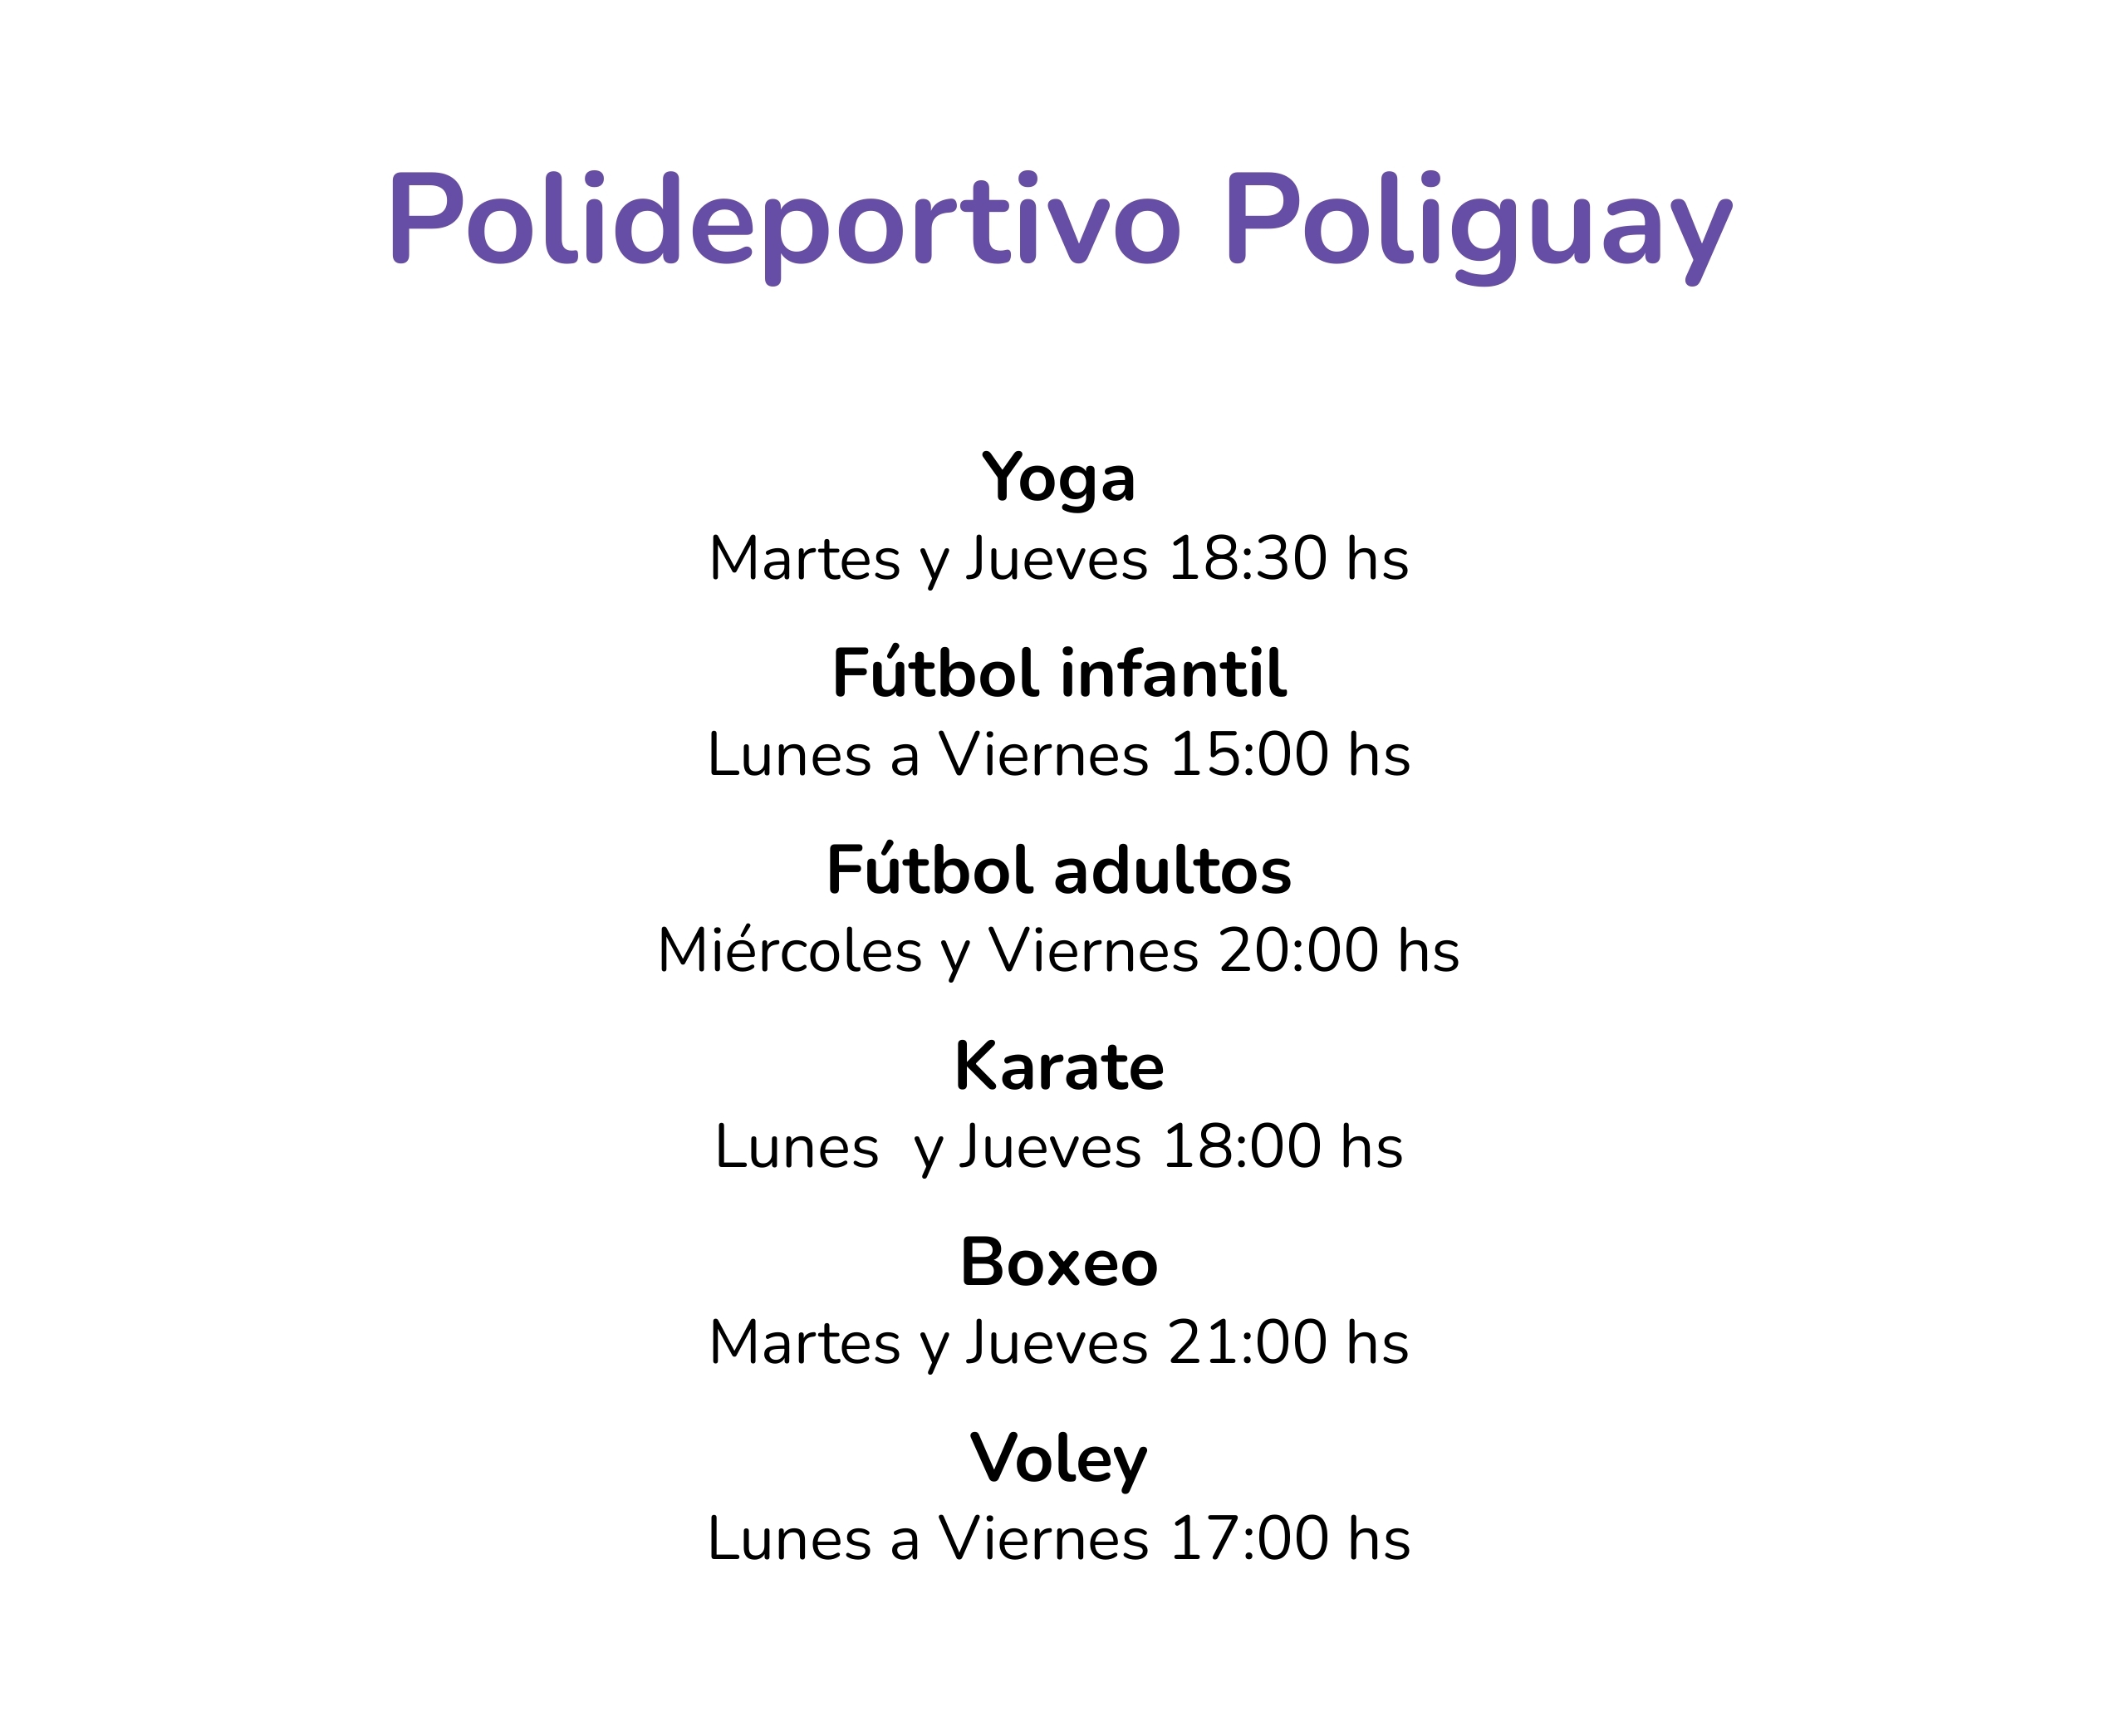 Polideportivo Poliguay
Yoga
Martes y Jueves 18:30 hs
Fútbol infantil
Lunes a Viernes 15:00 hs
Fútbol adultos
Miércoles y Viernes 20:00 hs
Karate
Lunes  y Jueves 18:00 hs
Boxeo
Martes y Jueves 21:00 hs
Voley
Lunes a Viernes 17:00 hs